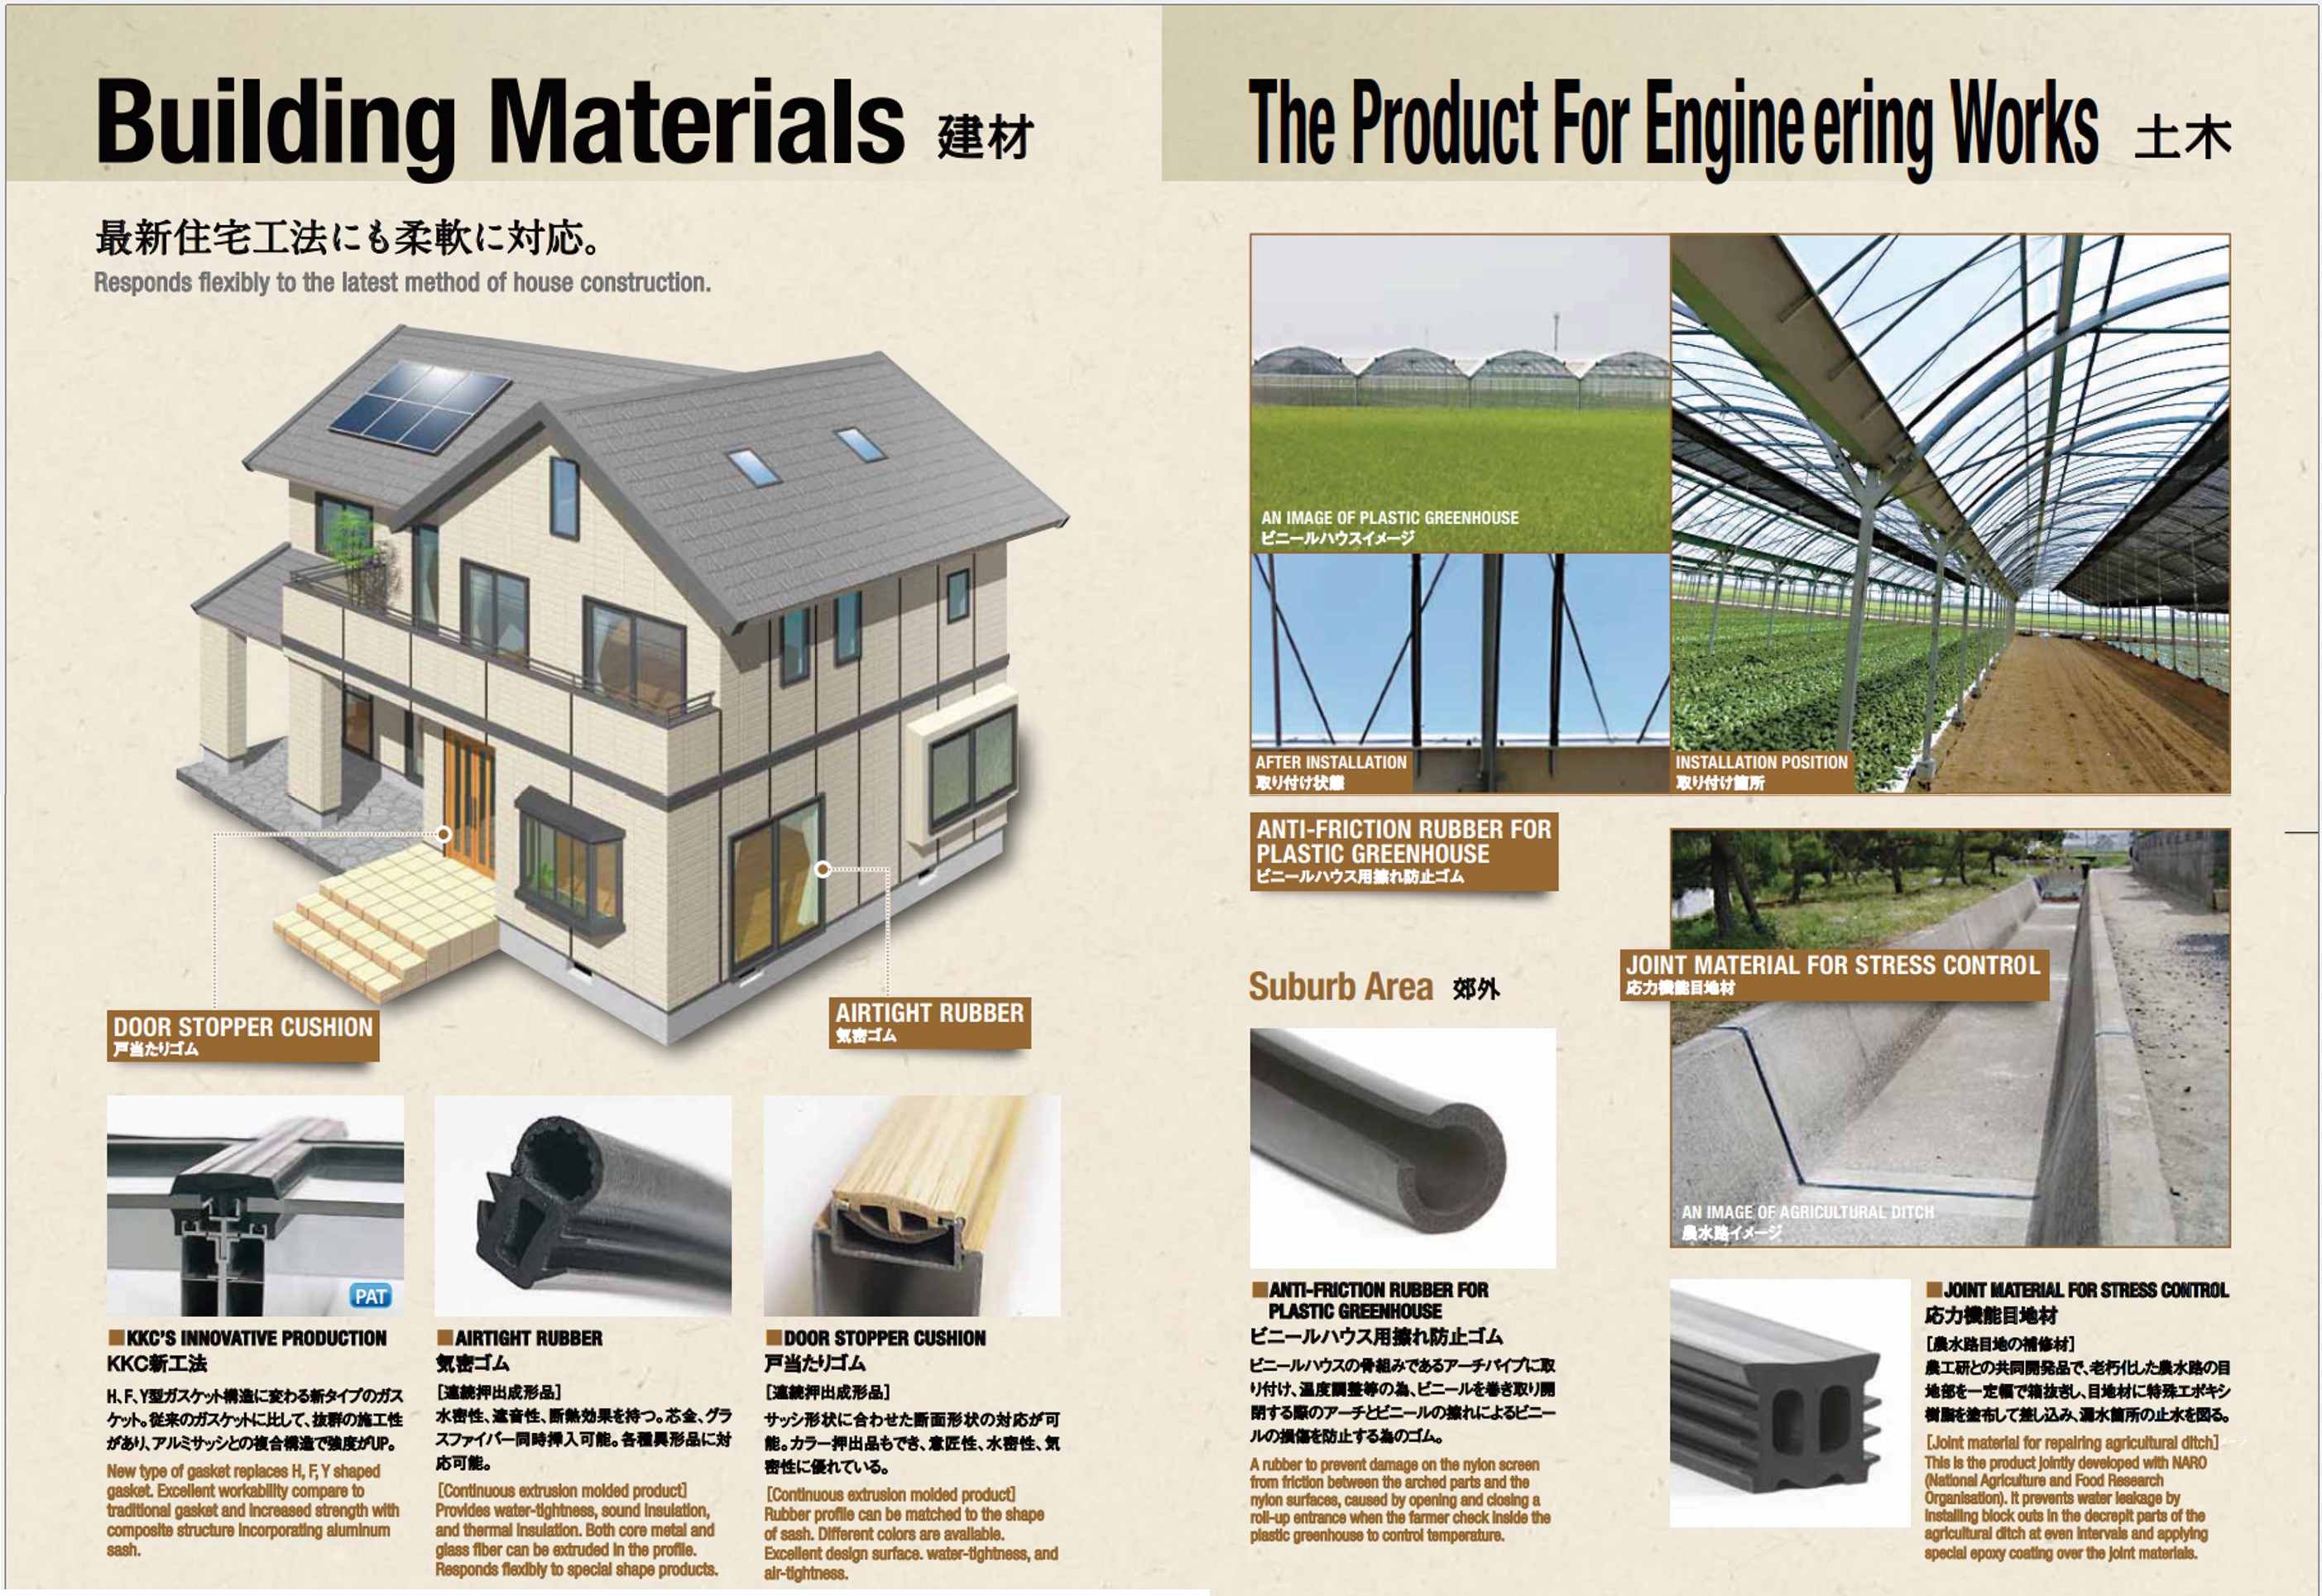 Building Materials 建材
最新住宅工法にも柔軟に対応。
Responds flexibly to the latest method of house construction.
DOOR STOPPER CUSHION
戸当たりゴム
AIRTIGHT RUBBER
気密ゴム
PAT
■KKC'S INNOVATIVE PRODUCTION
KKC新工法
H、F、Y型ガスケット構造に変わる新タイプのガス
ケット。従来のガスケットに比して、抜群の施工性
があり、アルミサッシとの複合構造で強度がUP。
New type of gasket replaces H, F, Y shaped
gasket. Excellent workability compare to
traditional gasket and increased strength with
composite structure incorporating aluminum
sash.
■AIRTIGHT RUBBER
気密ゴム
［連続押出成形品］
水密性、遮音性、断熱効果を持つ。芯金、グラ
スファイバー同時挿入可能。各種異形品に対
応可能。
[Continuous extrusion molded product]
Provides water-tightness, sound insulation,
and thermal insulation. Both core metal and
glass fiber can be extruded in the profile.
Responds flexibly to special shape products.
■DOOR STOPPER CUSHION
戸当たりゴム
［連続押出成形品］
サッシ形状に合わせた断面形状の対応が可
能。カラー押出品もでき、意匠性、水密性、気
密性に優れている。
[Continuous extrusion molded product]
Rubber profile can be matched to the shape
of sash. Different colors are available.
Excellent design surface. water-tightness, and
air-tightness.
The Product For Engineering Works 土木
AN IMAGE OF PLASTIC GREENHOUSE
ビニールハウスイメージ
AFTER INSTALLATION
取り付け状態
INSTALLATION POSITION
取り付け箇所
ANTI-FRICTION RUBBER FOR
PLASTIC GREENHOUSE
ビニールハウス用擦れ防止ゴム
Suburb Area 郊外
JOINT MATERIAL FOR STRESS CONTROL
応力機能目地材
AN IMAGE OF AGRICULTURAL DITCH
農水路イメージ
■ANTI-FRICTION RUBBER FOR
PLASTIC GREENHOUSE
ビニールハウス用擦れ防止ゴム
ビニールハウスの骨組みであるアーチパイプに取
り付け、温度調整等の為、ビニールを巻き取り開
閉する際のアーチとビニールの擦れによるビニー
ルの損傷を防止する為のゴム。
A rubber to prevent damage on the nylon screen
from friction between the arched parts and the
nylon surfaces, caused by opening and closing a
roll-up entrance when the farmer check inside the
plastic greenhouse to control temperature.
■JOINT MATERIAL FOR STRESS CONTROL
応力機能目地材
［農水路目地の補修材］
農工研との共同開発品で、老朽化した農水路の目
地部を一定幅で箱抜きし、目地材に特殊エポキシ
樹脂を塗布して差し込み、漏水箇所の止水を図る。
[Joint material for repairing agricultural ditch]
This is the product jointly developed with NARO
(National Agriculture and Food Research
Organisation). It prevents water leakage by
installing block outs in the decrepit parts of the
agricultural ditch at even intervals and applying
special epoxy coating over the joint materials.